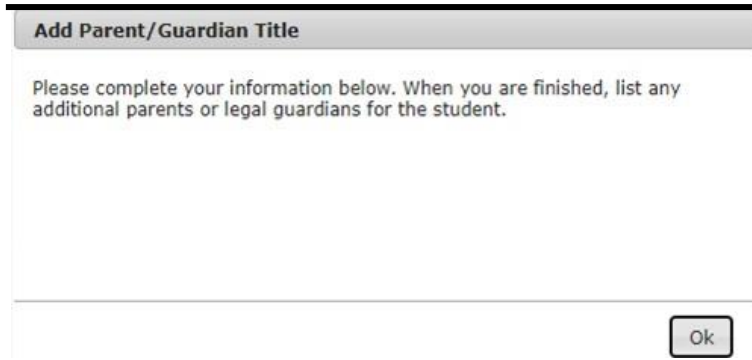 Add Parent/Guardian Title
Please complete your information below. When you are finished, list any
additional parents or legal guardians for the student.
Ok